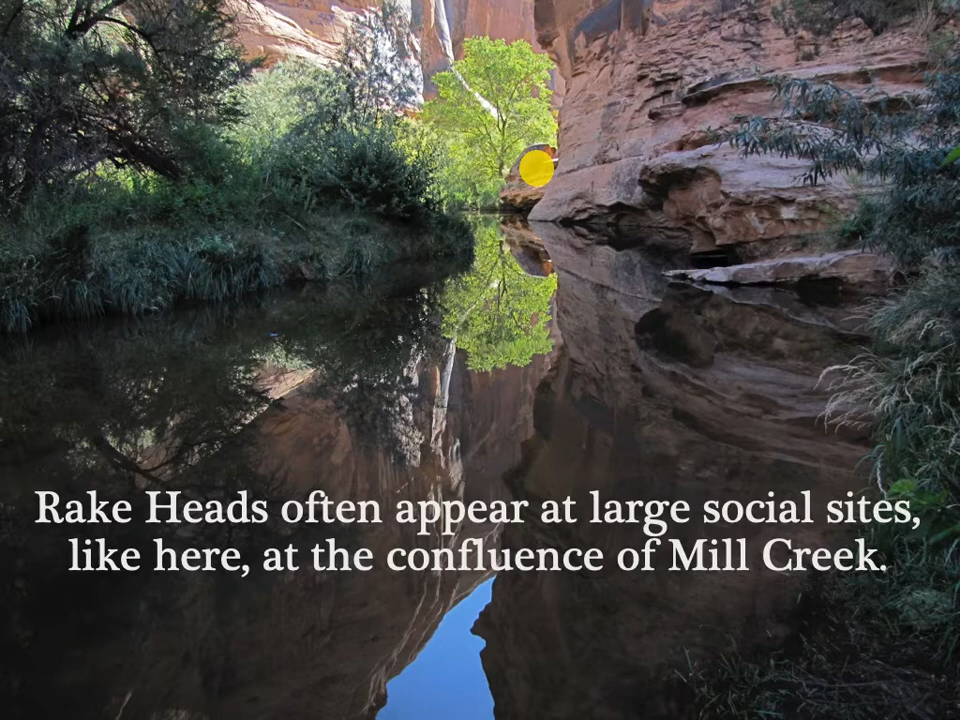 Rake Heads often appear at large social sites,
like here, at the confluence of Mill Creek.